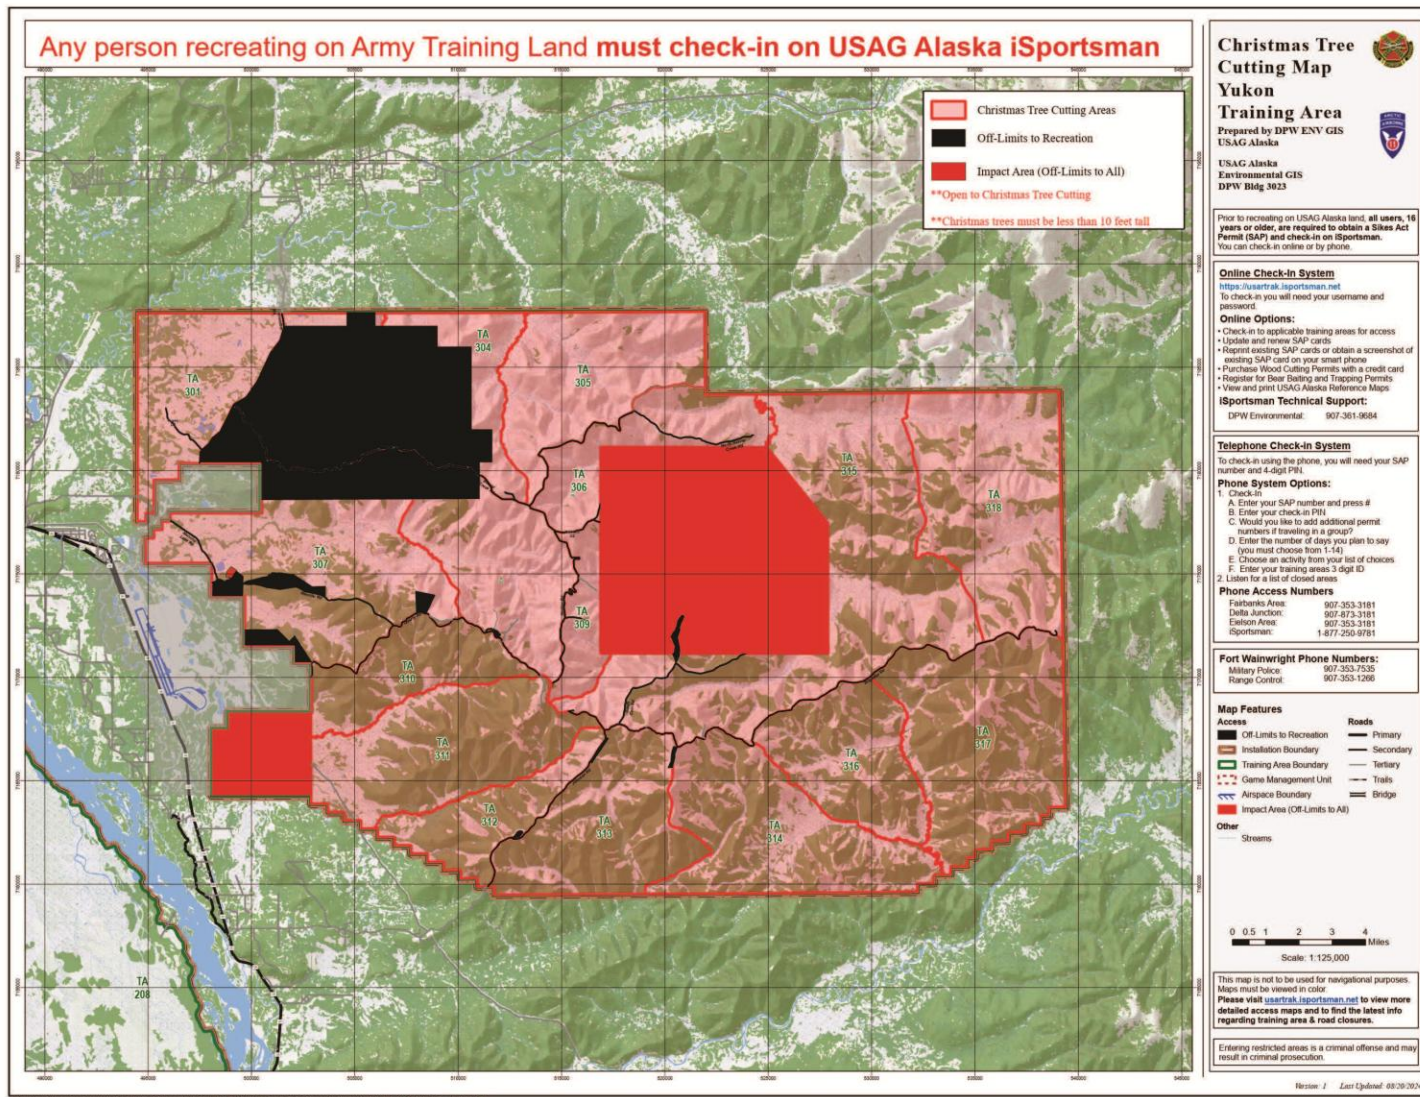 Any person recreating on Army Training Land must check-in on USAG Alaska iSportsman
Christmas Tree Cutting Areas
Off-Limits to Recreation
Impact Area (Off-Limits to All)
**Open to Christmas Tree Cutting
**Christmas trees must be less than 10 feet tall
TA
301
TA
304
TA
305
TA
306
TA
307
TA
309
TA
310
TA
311
TA
312
TA
313
TA
314
TA
315
TA
316
TA
317
TA
318
TA
208
Christmas Tree
Cutting Map
Yukon
Training Area
Prepared by DPW ENV GIS
USAG Alaska
USAG Alaska
Environmental GIS
DPW Bldg 3023
Prior to recreating on USAG Alaska land, all users, 16
years or older, are required to obtain a Sikes Act
Permit (SAP) and check-in on iSportsman.
You can check-in online or by phone.
Online Check-In System
https://usartrak.isportsman.net
To check-in you will need your username and
password.
Online Options:
• Check-in to applicable training areas for access
• Update and renew SAP cards
• Reprint existing SAP cards or obtain a screenshot of
existing SAP card on your smart phone
• Purchase Wood Cutting Permits with a credit card
• Register for Bear Baiting and Trapping Permits
• View and print USAG Alaska Reference Maps
iSportsman Technical Support:
DPW Environmental: 907-361-9684
Telephone Check-in System
To check-in using the phone, you will need your SAP
number and 4-digit PIN.
Phone System Options:
1. Check-In
A. Enter your SAP number and press #
B. Enter your check-in PIN
C. Would you like to add additional permit
numbers if traveling in a group?
D. Enter the number of days you plan to say
(you must choose from 1-14)
E. Choose an activity from your list of choices
F. Enter your training areas 3 digit ID
2. Listen for a list of closed areas
Phone Access Numbers
Fairbanks Area: 907-353-3181
Delta Junction: 907-873-3181
Eielson Area: 907-353-3181
iSportsman: 1-877-250-9781
Fort Wainwright Phone Numbers:
Military Police: 907-353-7535
Range Control: 907-353-1266
Map Features
Access
Off-Limits to Recreation
Installation Boundary
Training Area Boundary
Game Management Unit
Airspace Boundary
Impact Area (Off-Limits to All)
Other
Streams
Roads
Primary
Secondary
Tertiary
Trails
Bridge
0 0.5 1 2 3 4
Miles
Scale: 1:125,000
This map is not to be used for navigational purposes.
Maps must be viewed in color.
Please visit usartrak.isportsman.net to view more
detailed access maps and to find the latest info
regarding training area & road closures.
Entering restricted areas is a criminal offense and may
result in criminal prosecution.
Version: 1 Last Updated: 08/20/2024